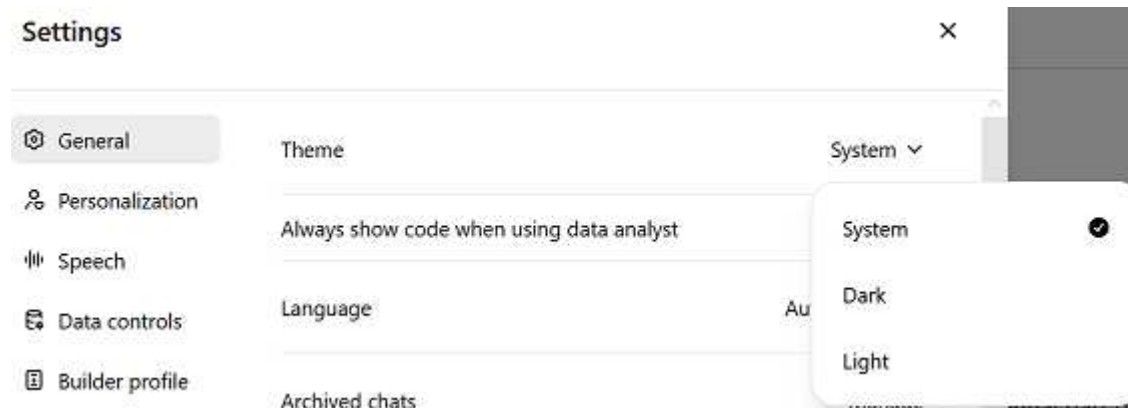 Settings
General
Personalization
Speech
Data controls
Builder profile
Theme
System
Always show code when using data analyst
Language
Au
Archived chats
System
Dark
Light